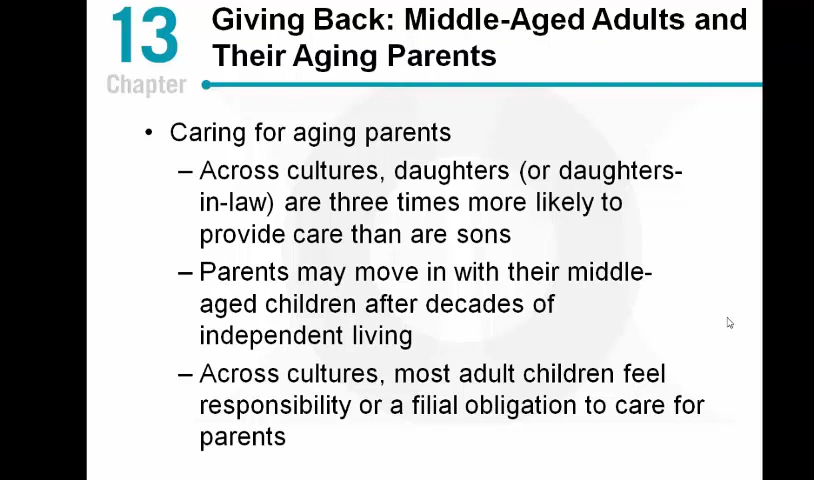 13
Chapter
Giving Back: Middle-Aged Adults and
Their Aging Parents
• Caring for aging parents
– Across cultures, daughters (or daughters-
in-law) are three times more likely to
provide care than are sons
– Parents may move in with their middle-
aged children after decades of
independent living
– Across cultures, most adult children feel
responsibility or a filial obligation to care for
parents